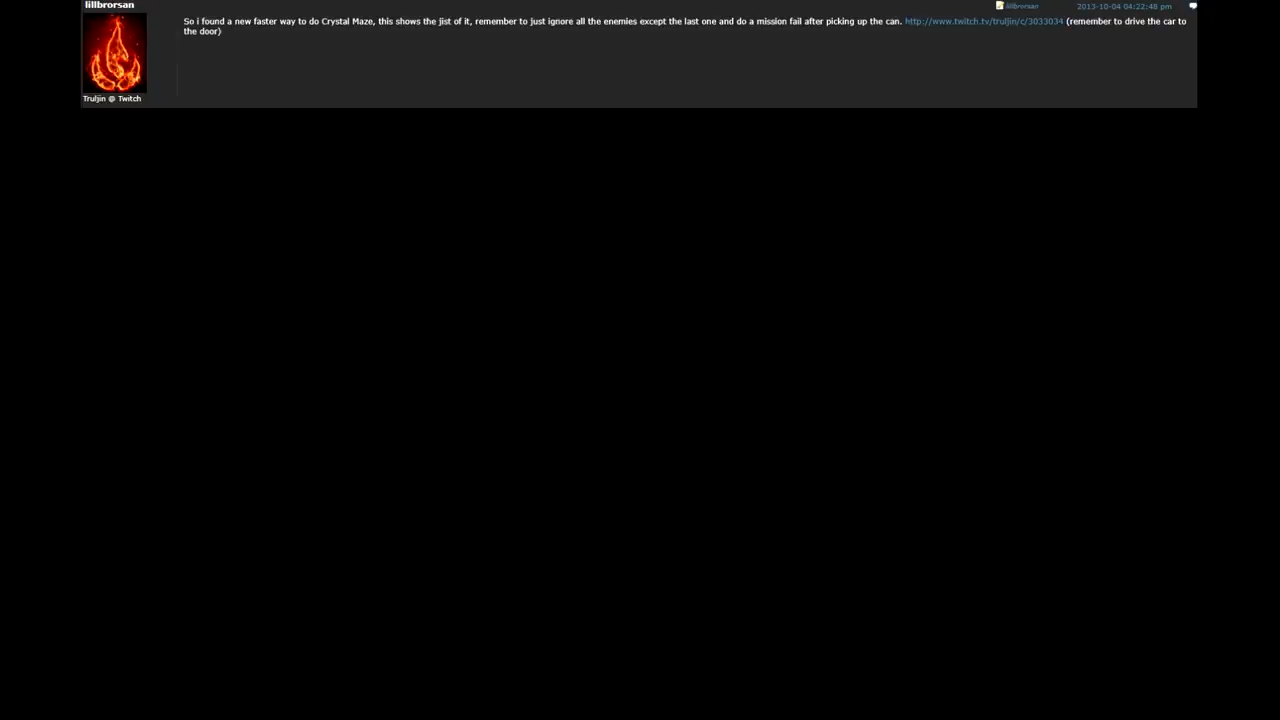 lillbrorsan
lillbrorsan 2013-10-04 04:22:48 pm
So i found a new faster way to do Crystal Maze, this shows the jist of it, remember to just ignore all the enemies except the last one and do a mission fail after picking up the can. http://www.twitch.tv/truljin/c/3033034 (remember to drive the car to
the door)
Truljin @ Twitch